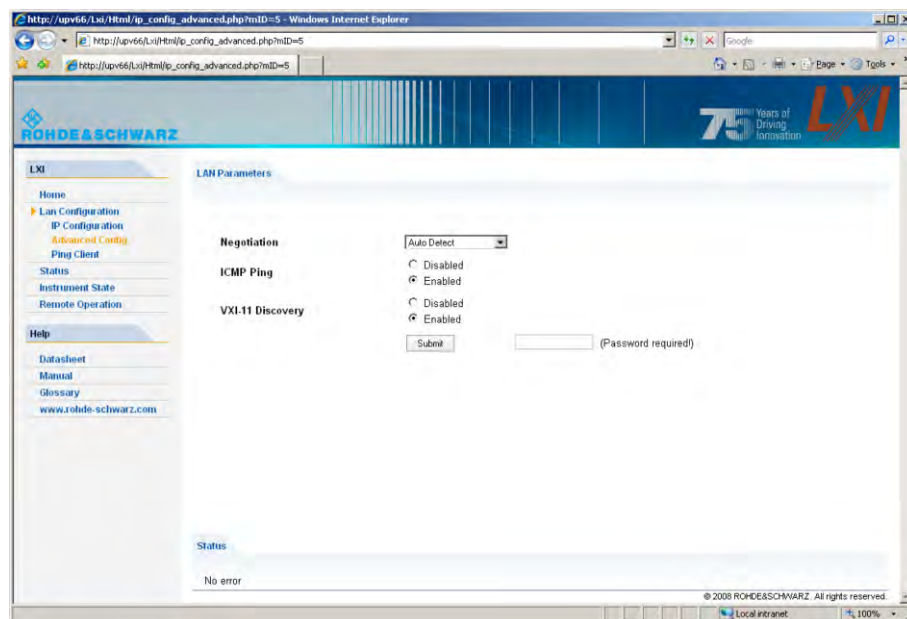 http://upv66/Lxi/Html/ip_config_advanced.php?mID=5 - Windows Internet Explorer
http://upv66/Lxi/Html/ip_config_advanced.php?mID=5
Google
http://upv66/Lxi/Html/ip_config_advanced.php?mID=5
Page
Tools
ROHDE&SCHWARZ
75 Years of
Driving
Innovation
LXI
LXI
Home
Lan Configuration
IP Configuration
Advanced Config
Ping Client
Status
Instrument State
Remote Operation
Help
Datasheet
Manual
Glossary
www.rohde-schwarz.com
LAN Parameters
Negotiation
Auto Detect
ICMP Ping
Disabled
Enabled
VXI-11 Discovery
Disabled
Enabled
Submit
(Password required!)
Status
No error
© 2008 ROHDE&SCHWARZ. All rights reserved.
Local intranet
100%